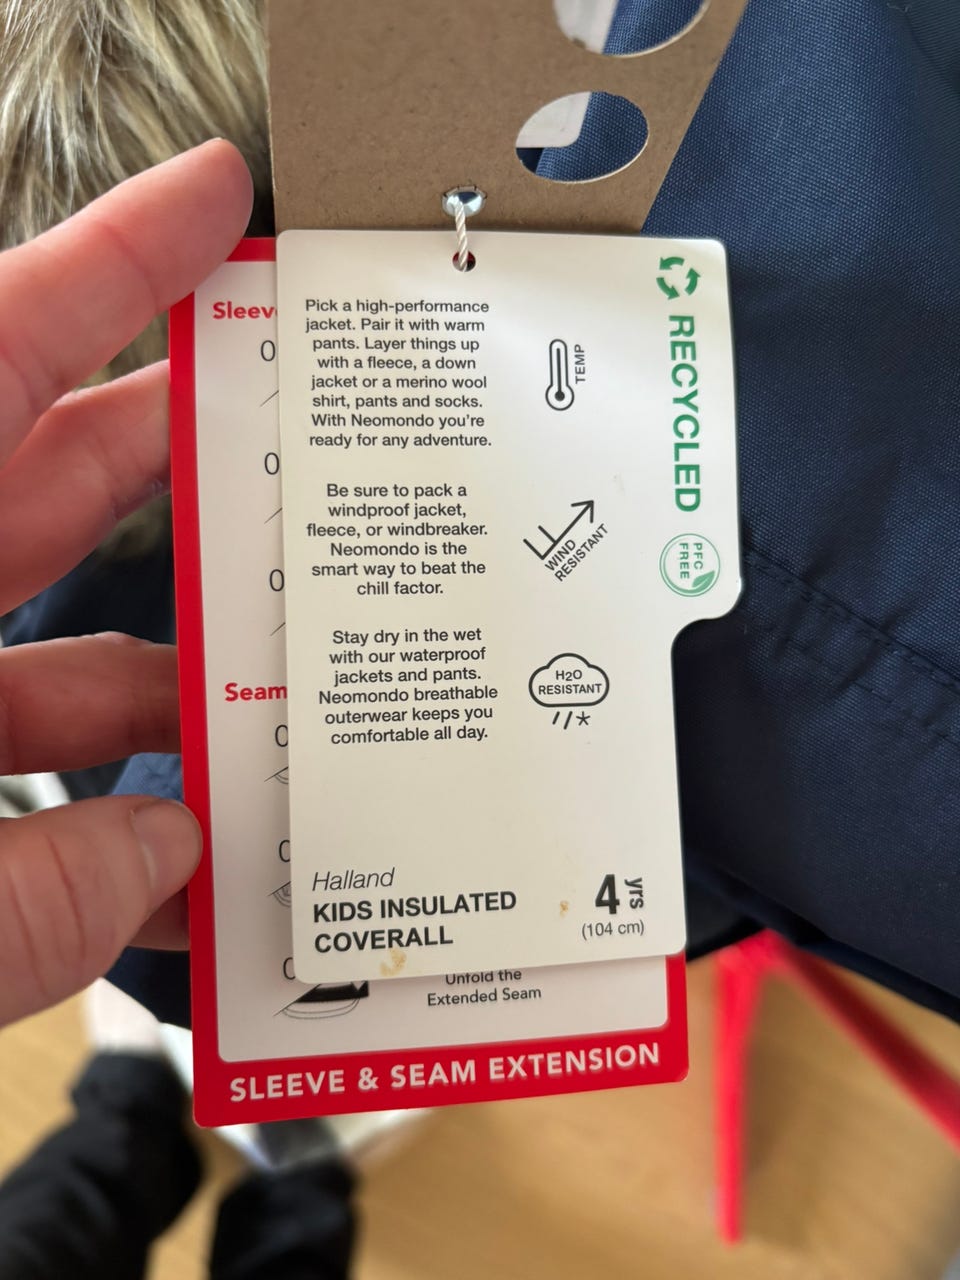 Pick a high-performance
jacket. Pair it with warm
pants. Layer things up
with a fleece, a down
jacket or a merino wool
shirt, pants and socks.
With Neomondo you're
ready for any adventure.
TEMP
Be sure to pack a
windproof jacket,
fleece, or windbreaker.
Neomondo is the
smart way to beat the
chill factor.
WIND
RESISTANT
Stay dry in the wet
with our waterproof
jackets and pants.
Neomondo breathable
outerwear keeps you
comfortable all day.
H2O
RESISTANT
RECYCLED
PFC
FREE
Halland
KIDS INSULATED
COVERALL
4 yrs
(104 cm)
Seam
Unfold the
Extended Seam
SLEEVE & SEAM EXTENSION